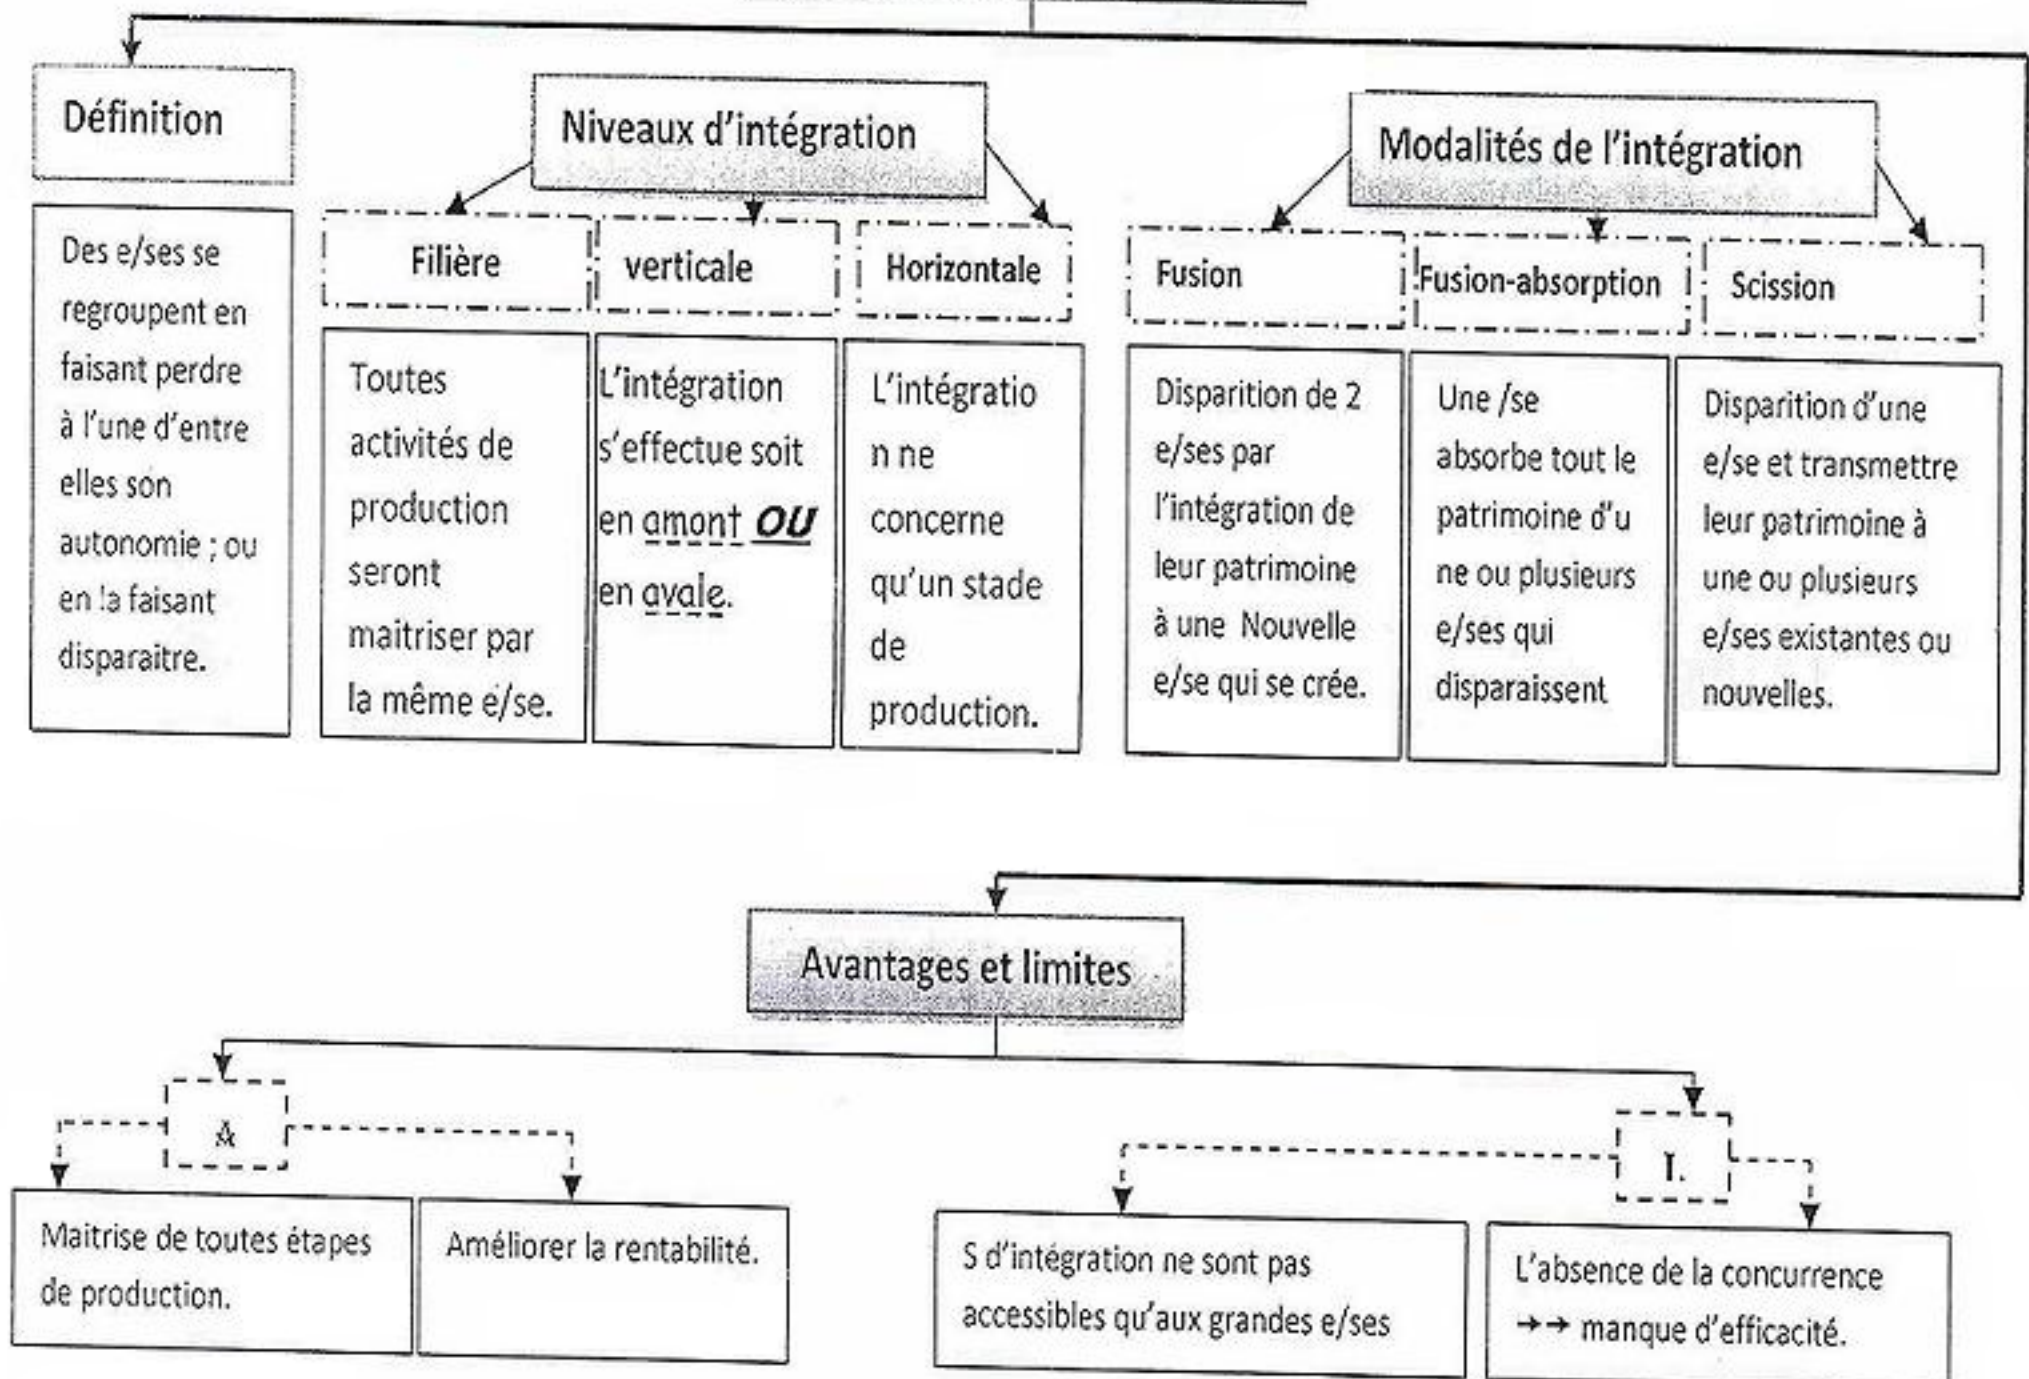 Définition
Niveaux d'intégration
Modalités de l'intégration
Des e/ses se
regroupent en
faisant perdre
à l'une d'entre
elles son
autonomie ; ou
en la faisant
disparaitre.
Filière
verticale
Horizontale
Toutes
activités de
production
seront
maitriser par
la même e/se.
L'intégration
s'effectue soit
en amont OU
en avale.
L'intégratio
n ne
concerne
qu'un stade
de
production.
Fusion
Fusion-absorption
Scission
Disparition de 2
e/ses par
l'intégration de
leur patrimoine
à une Nouvelle
e/se qui se crée.
Une /se
absorbe tout le
patrimoine d'u
ne ou plusieurs
e/ses qui
disparaissent
Disparition d'une
e/se et transmettre
leur patrimoine à
une ou plusieurs
e/ses existantes ou
nouvelles.
Avantages et limites
A
Maitrise de toutes étapes
de production.
Améliorer la rentabilité.
S d'intégration ne sont pas
accessibles qu'aux grandes e/ses
L'absence de la concurrence
→→ manque d'efficacité.